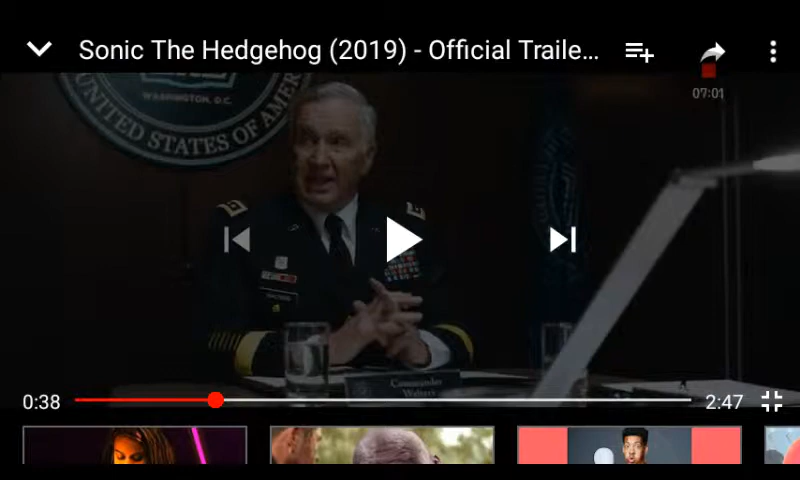 Sonic The Hedgehog (2019) - Official Traile...
07:01
WASHINGTON, D.C.
UNITED STATES OF AMER
Commander
Walters
0:38
2:47